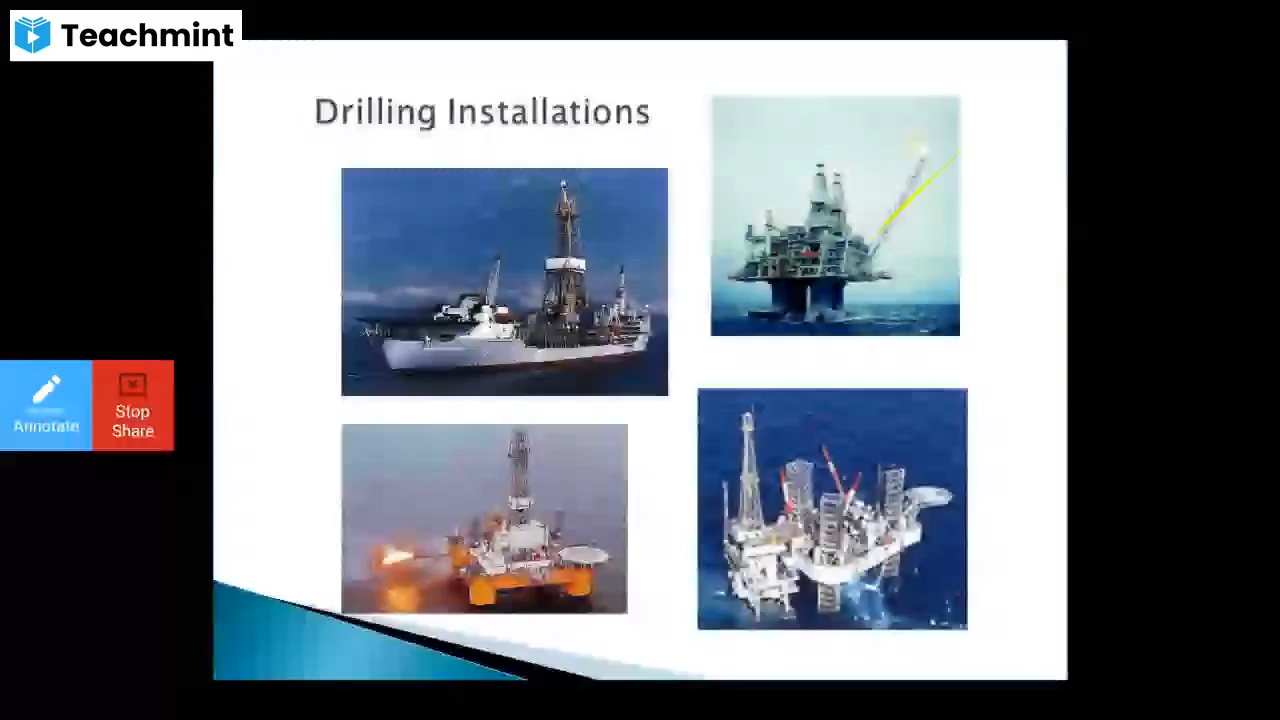 Teachmint
Drilling Installations
Annotate
Stop
Share